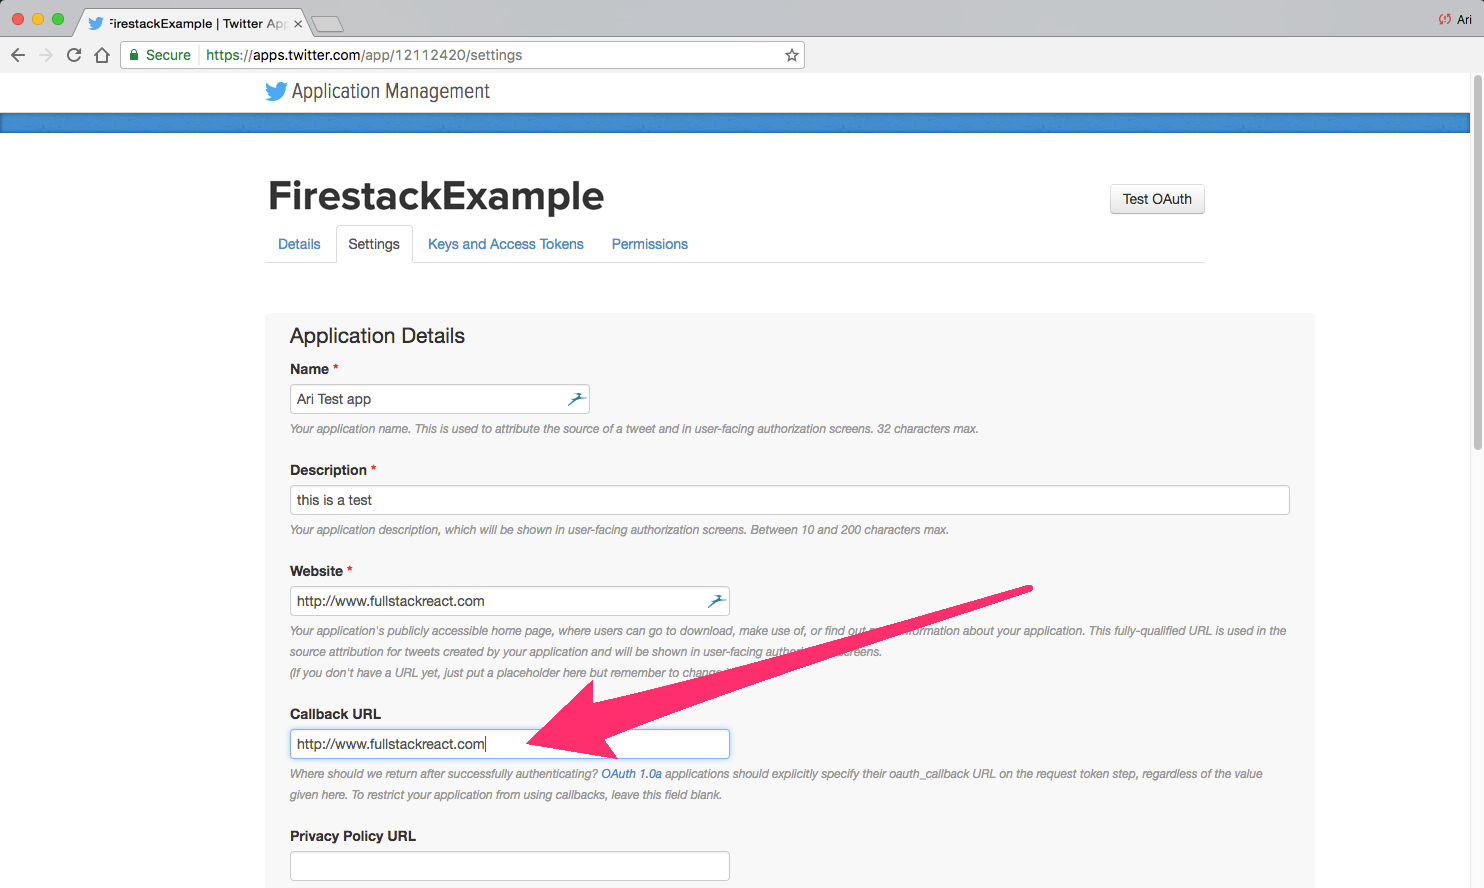 FirestackExample | Twitter App
Ari
Secure https://apps.twitter.com/app/12112420/settings
Application Management
FirestackExample
Test OAuth
Details Settings Keys and Access Tokens Permissions
Application Details
Name *
Ari Test app
Your application name. This is used to attribute the source of a tweet and in user-facing authorization screens. 32 characters max.
Description *
this is a test
Your application description, which will be shown in user-facing authorization screens. Between 10 and 200 characters max.
Website *
http://www.fullstackreact.com
Your application's publicly accessible home page, where users can go to download, make use of, or find out information about your application. This fully-qualified URL is used in the
source attribution for tweets created by your application and will be shown in user-facing screens.
(If you don't have a URL yet, just put a placeholder here but remember to change
Callback URL
http://www.fullstackreact.com
Where should we return after successfully authenticating? OAuth 1.0a applications should explicitly specify their oauth_callback URL on the request token step, regardless of the value
given here. To restrict your application from using callbacks, leave this field blank.
Privacy Policy URL